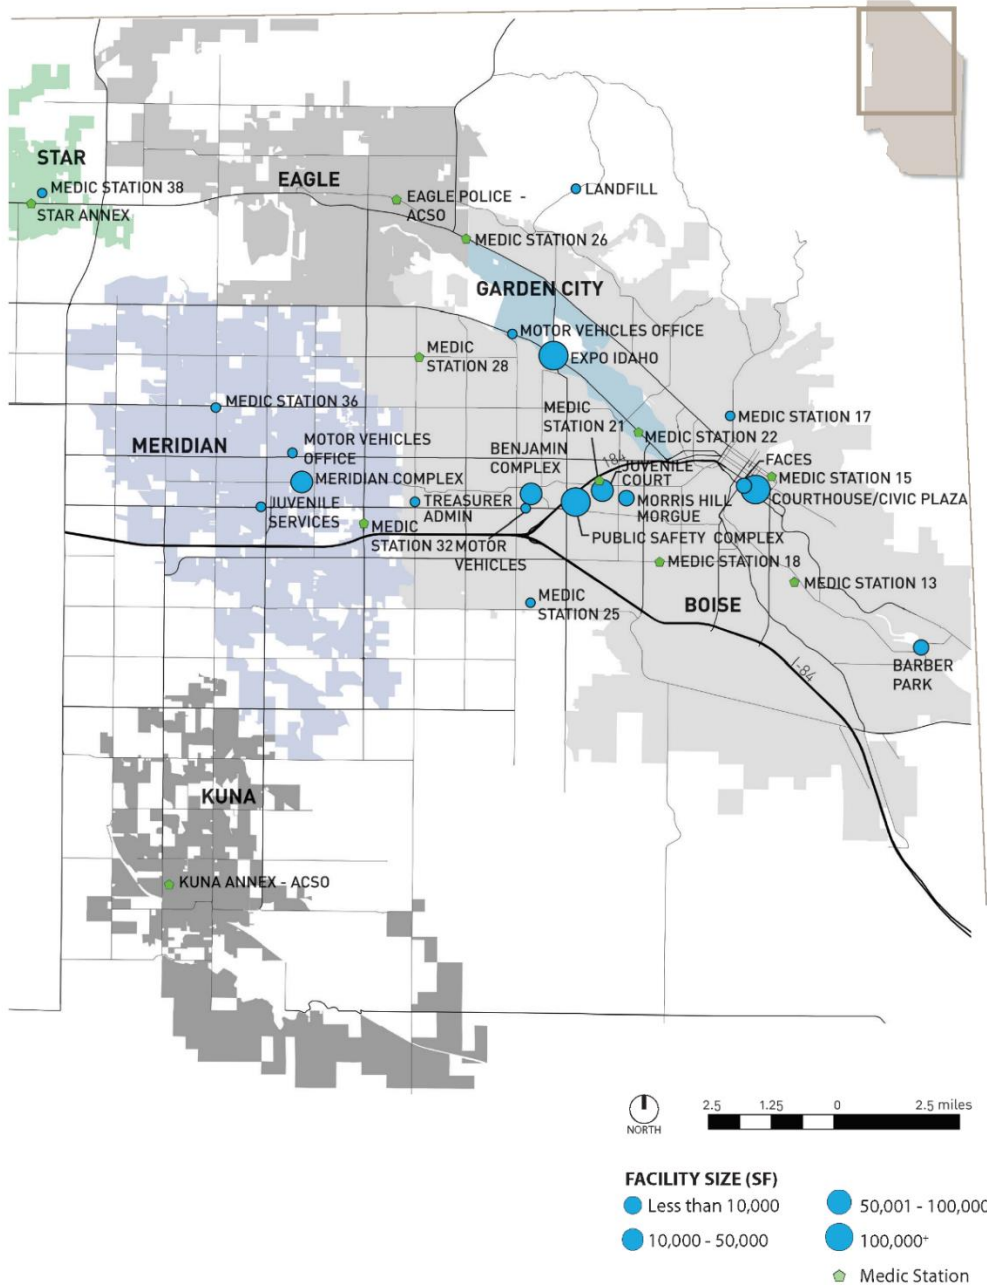 STAR
MEDIC STATION 38
STAR ANNEX
EAGLE
EAGLE POLICE -
ACSO
LANDFILL
MEDIC STATION 26
GARDEN CITY
MOTOR VEHICLES OFFICE
EXPO IDAHO
MEDIC
STATION 28
MEDIC STATION 36
MEDIC
STATION 21
MEDIC STATION 17
MEDIC STATION 22
MERIDIAN
MOTOR VEHICLES
OFFICE
MERIDIAN COMPLEX
BENJAMIN
COMPLEX
184
JUVENILE
COURT
FACES
MEDIC STATION 15
COURTHOUSE/CIVIC PLAZA
JUVENILE
SERVICES
TREASURER
ADMIN
MORRIS HILL
MORGUE
MEDIC
STATION 32
MOTOR
VEHICLES
PUBLIC SAFETY COMPLEX
MEDIC STATION 18
MEDIC STATION 13
MEDIC
STATION 25
BOISE
I-84
BARBER
PARK
KUNA
KUNA ANNEX - ACSO
NORTH
2.5 1.25 0 2.5 miles
FACILITY SIZE (SF)
Less than 10,000
10,000 - 50,000
50,001 - 100,000
100,000+
Medic Station